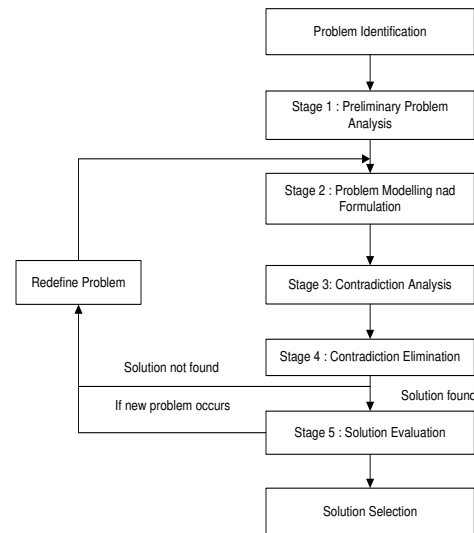 Problem Identification
Stage 1 : Preliminary Problem
Analysis
Stage 2 : Problem Modelling nad
Formulation
Redefine Problem
Stage 3: Contradiction Analysis
Stage 4 : Contradiction Elimination
Solution not found
Solution found
If new problem occurs
Stage 5 : Solution Evaluation
Solution Selection